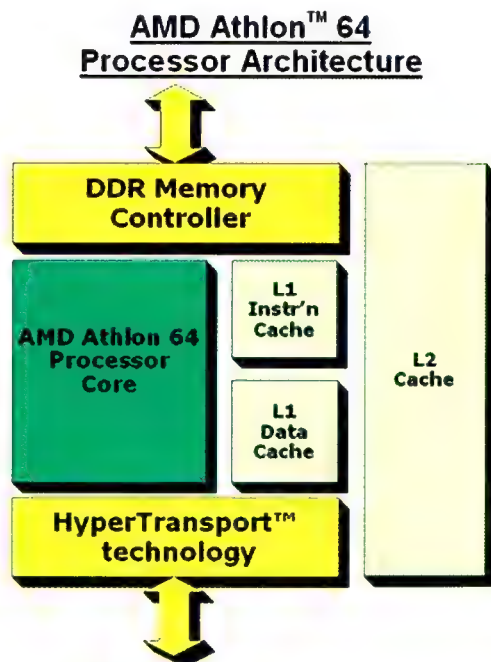 AMD Athlon™ 64
Processor Architecture
DDR Memory
Controller
AMD Athlon 64
Processor
Core
L1
Instr'n
Cache
L1
Data
Cache
L2
Cache
HyperTransport™
technology